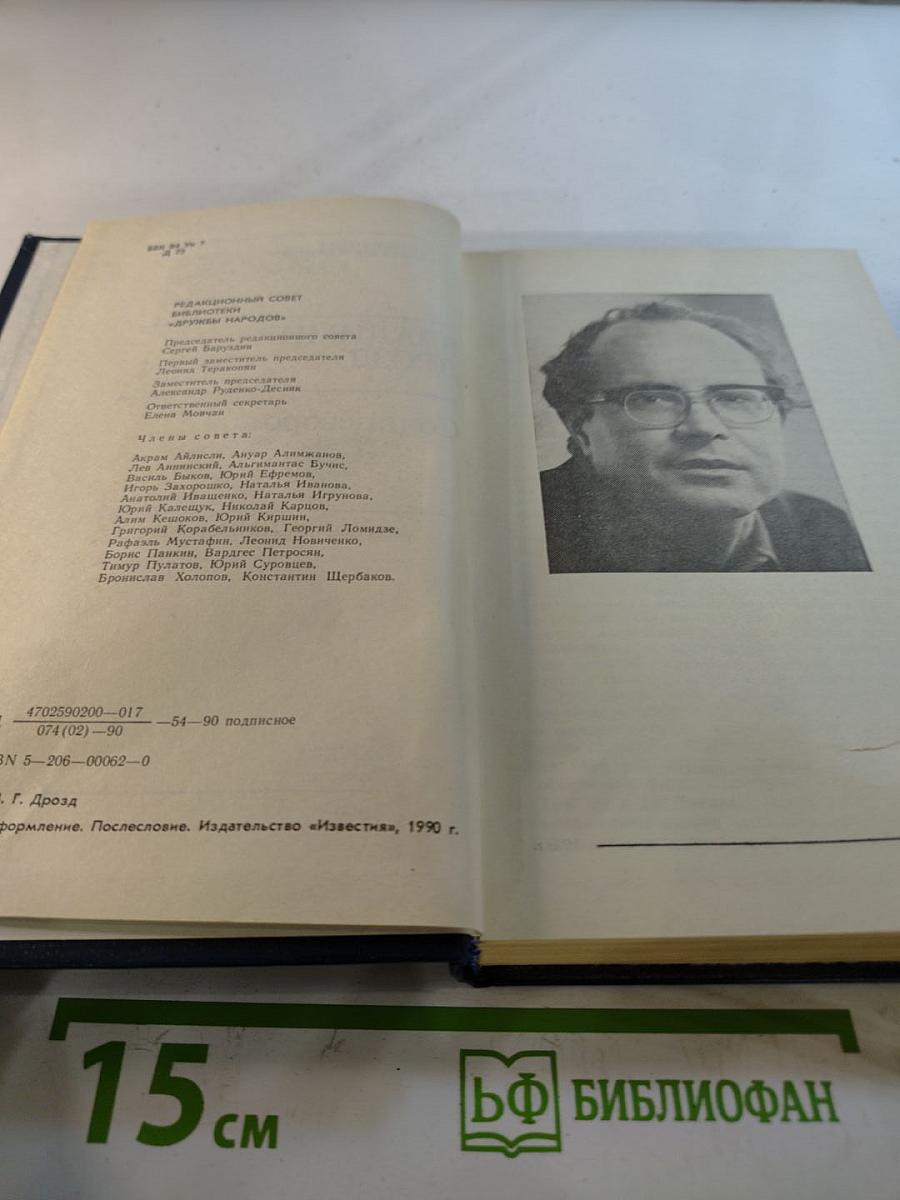 ББК 84 Ук 7
Д 75
РЕДАКЦИОННЫЙ СОВЕТ
БИБЛИОТЕКИ
«ДРУЖБЫ НАРОДОВ»
Председатель редакционного совета
Сергей Баруздин
Первый заместитель председателя
Леонид Теракопян
Заместитель председателя
Александр Руденко-Десняк
Ответственный секретарь
Елена Мовчан
Члены совета:
Акрам Айлисли, Ануар Алимжанов,
Лев Аннинский, Альгимантас Бучис,
Василь Быков, Юрий Ефремов,
Игорь Захорошко, Наталья Иванова,
Анатолий Иващенко, Наталья Игрунова,
Юрий Калещук, Николай Карцов,
Алим Кешоков, Юрий Киршин,
Григорий Корабельников, Георгий Ломидзе,
Рафаэль Мустафин, Леонид Новиченко,
Борис Панкин, Вардгес Петросян,
Тимур Пулатов, Юрий Суровцев,
Бронислав Холопов, Константин Щербаков.
4702590200—017
074(02)—90
—54—90 подписное
BN 5—206—00062—0
. Г. Дрозд
формление. Послесловие. Издательство «Известия», 1990 г.
15 см
ЬФ БИБЛИОФАН